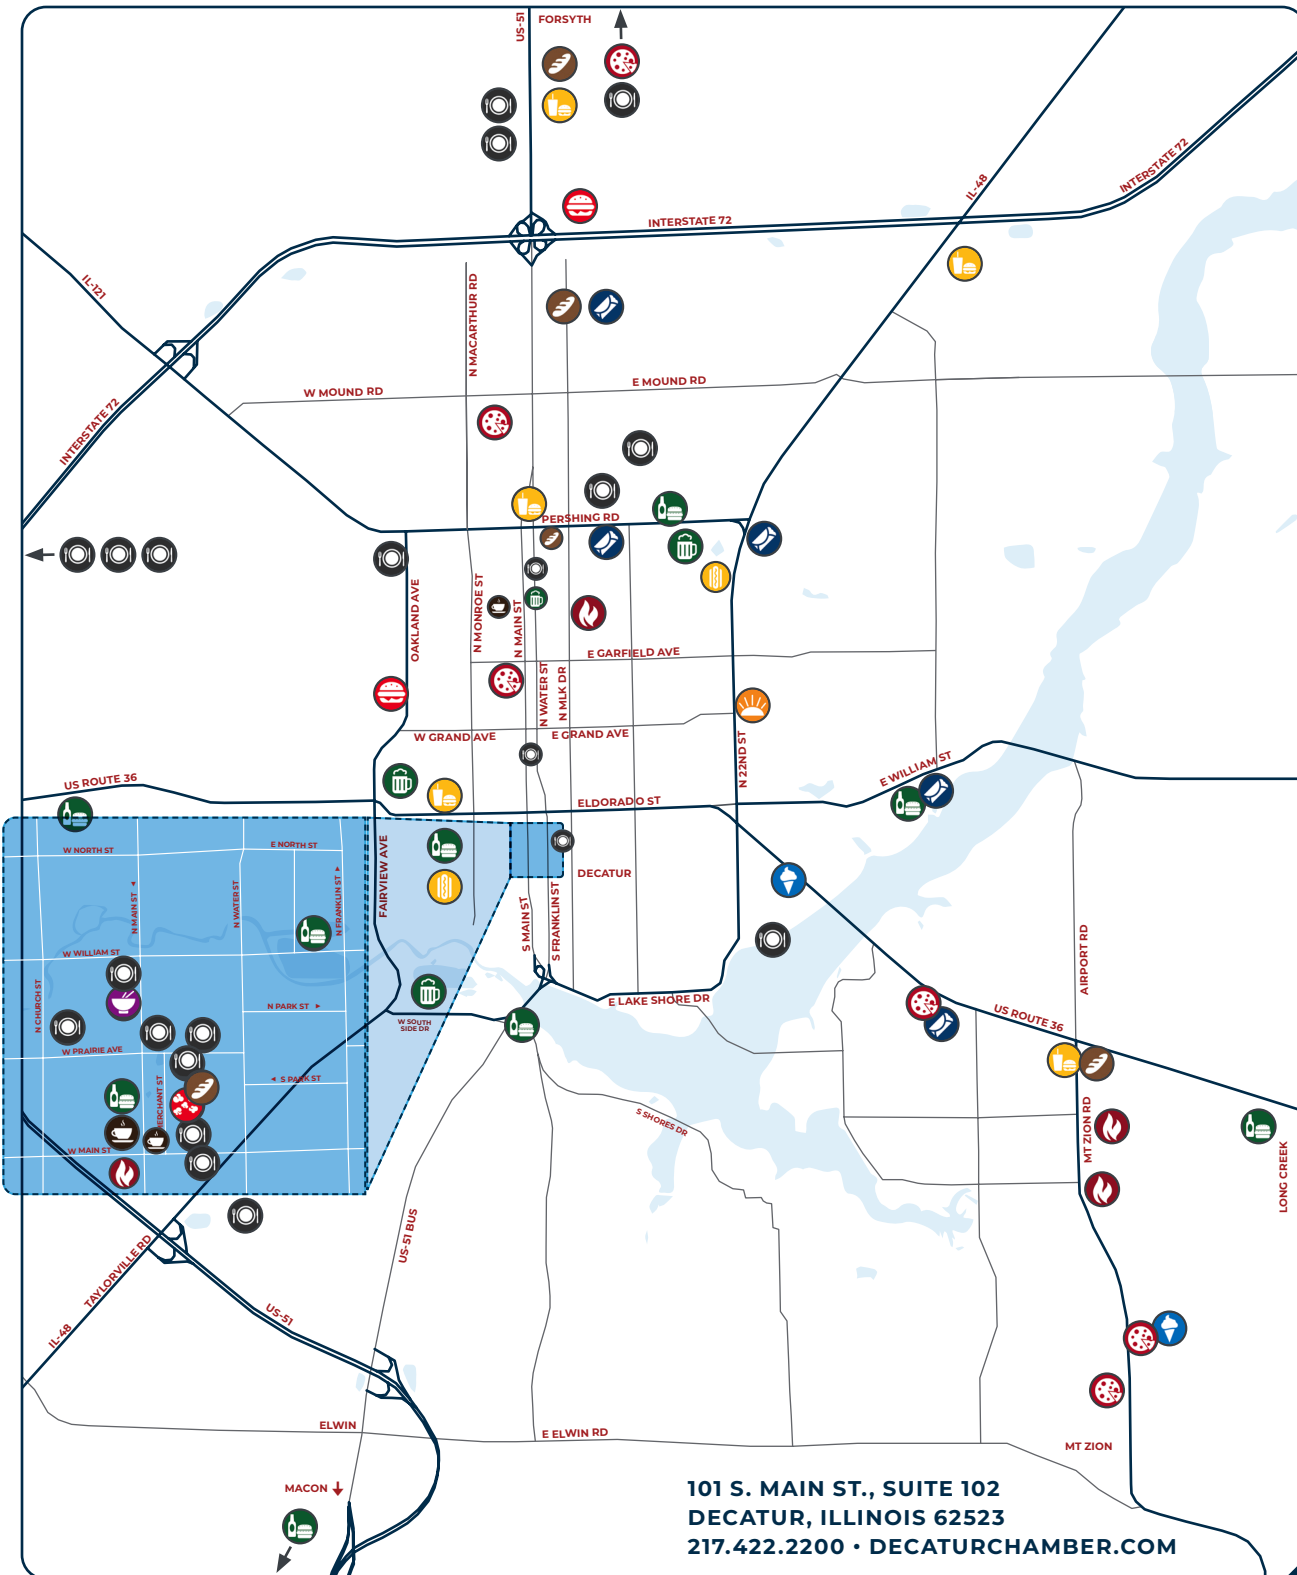 US-51
FORSYTH
IL-48
INTERSTATE 72
INTERSTATE 72
IL-121
N MACARTHUR RD
W MOUND RD
E MOUND RD
INTERSTATE 72
PERSHING RD
OAKLAND AVE
N MONROE ST
N MAIN ST
E GARFIELD AVE
N WATER ST
N MLK DR
W GRAND AVE
E GRAND AVE
N 22ND ST
E WILLIAM ST
US ROUTE 36
ELDORADO ST
W NORTH ST
E NORTH ST
FAIRVIEW AVE
DECATUR
N MAIN ST
N WATER ST
N FRANKLIN ST
S MAIN ST
S FRANKLIN ST
W WILLIAM ST
AIRPORT RD
N CHURCH ST
N PARK ST
E LAKE SHORE DR
W SOUTH
SIDE DR
US ROUTE 36
W PRAIRIE AVE
S PARK ST
MERCHANT ST
S SHORES DR
MT ZION RD
W MAIN ST
LONG CREEK
US-51 BUS
TAYLORVILLE RD
US-51
IL-48
ELWIN
E ELWIN RD
MT ZION
MACON
101 S. MAIN ST., SUITE 102
DECATUR, ILLINOIS 62523
217.422.2200 • DECATURCHAMBER.COM